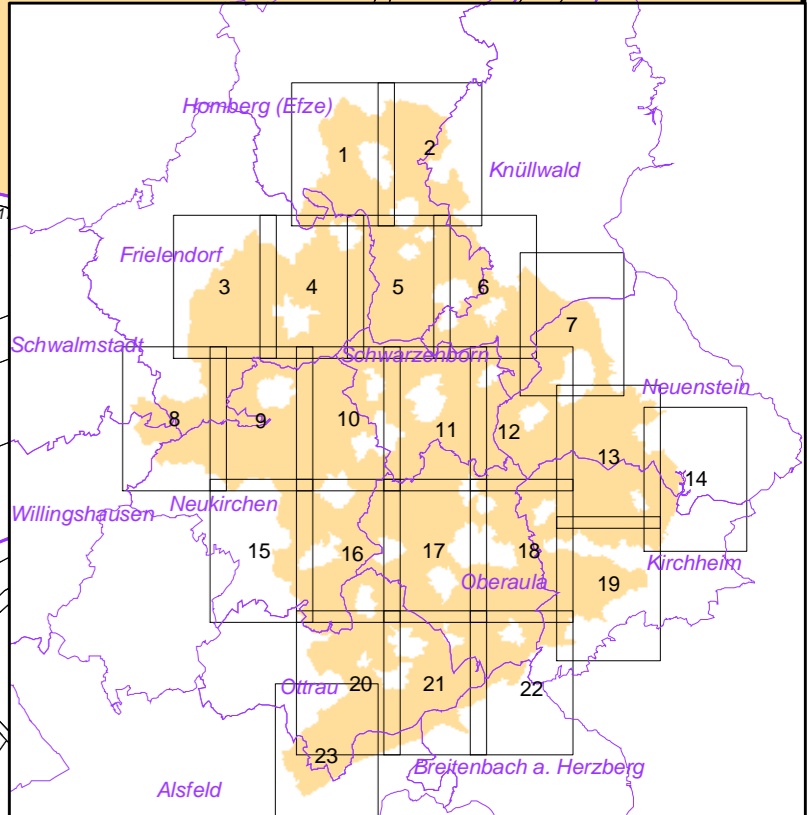 Homberg (Efze)
1
2
Knüllwald
Frielendorf
3
4
5
6
7
Schwalmstadt
Schwarzenborn
Neuenstein
8
9
10
11
12
13
14
Willingshausen
Neukirchen
15
16
17
18
Oberaula
Kirchheim
19
Ottrau
20
21
22
23
Breitenbach a. Herzberg
Alsfeld